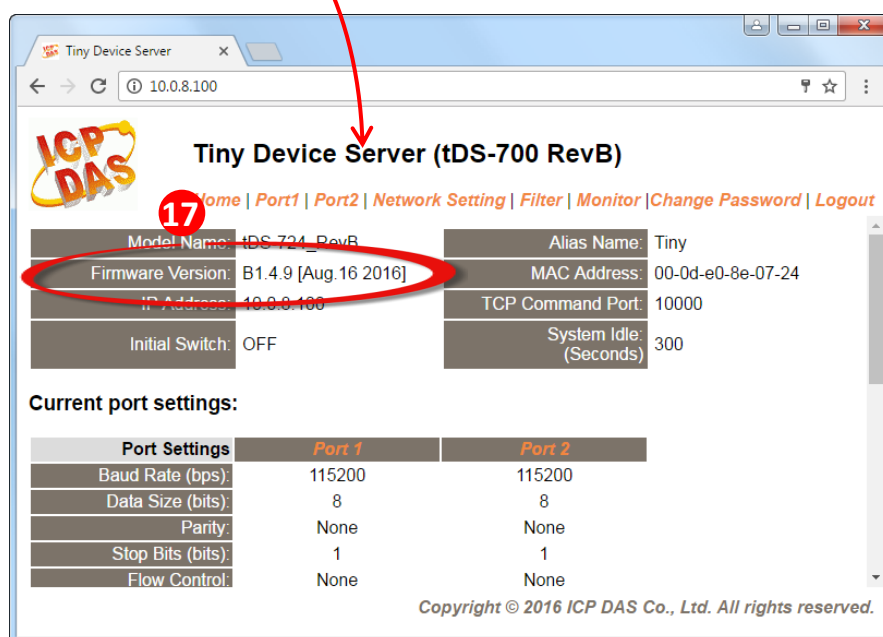 Tiny Device Server
10.0.8.100
ICP
DAS
Tiny Device Server (tDS-700 RevB)
Home | Port1 | Port2 | Network Setting | Filter | Monitor |Change Password | Logout
17
Model Name: tDS-724_RevB Alias Name: Tiny
Firmware Version: B1.4.9 [Aug.16 2016] MAC Address: 00-0d-e0-8e-07-24
IP Address: 10.0.8.100 TCP Command Port: 10000
Initial Switch: OFF System Idle: 300
(Seconds)
Current port settings:
Port Settings Port 1 Port 2
Baud Rate (bps): 115200 115200
Data Size (bits): 8 8
Parity: None None
Stop Bits (bits): 1 1
Flow Control: None None
Copyright © 2016 ICP DAS Co., Ltd. All rights reserved.